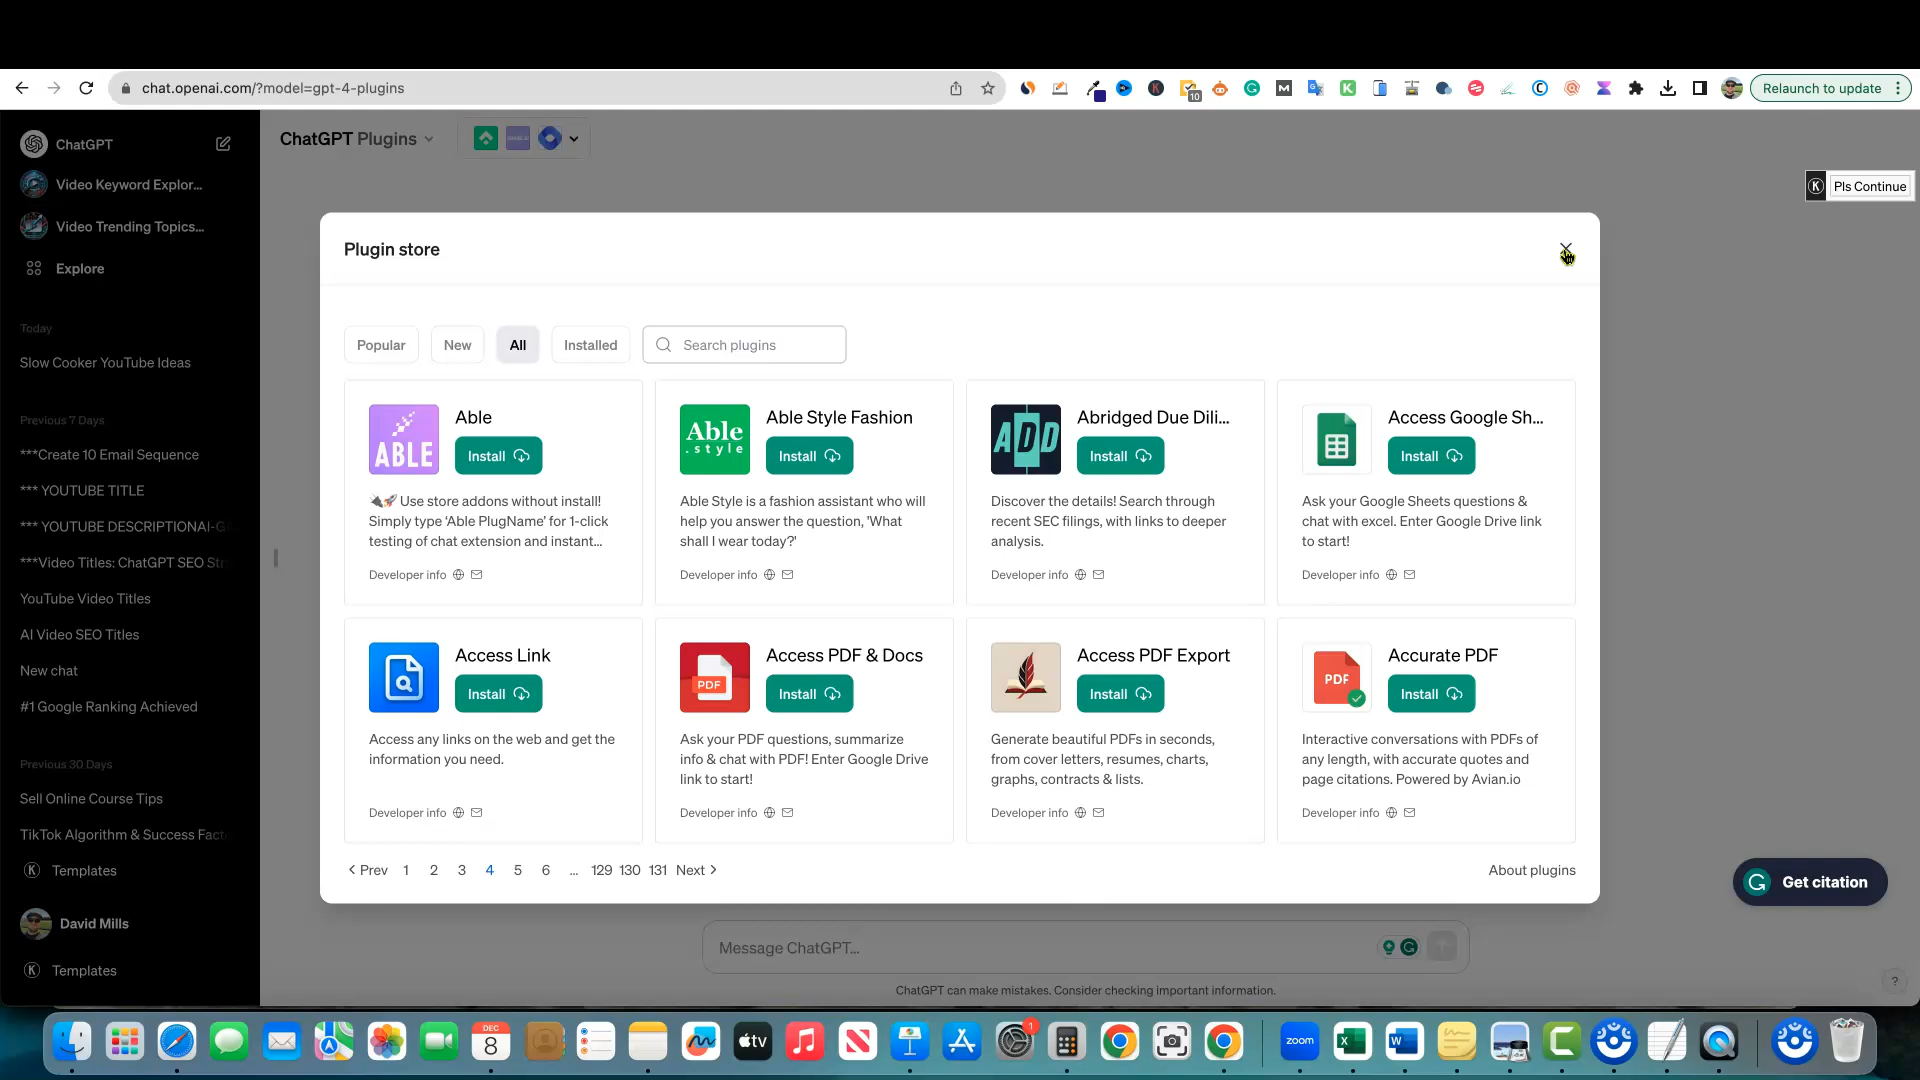 chat.openai.com/?model=gpt-4-plugins
10
Relaunch to update
ChatGPT
Video Keyword Explor...
Video Trending Topics...
Explore
Today
Slow Cooker YouTube Ideas
Previous 7 Days
***Create 10 Email Sequence
*** YOUTUBE TITLE
*** YOUTUBE DESCRIPTIONAI-G
***Video Titles: ChatGPT SEO Str
YouTube Video Titles
AI Video SEO Titles
New chat
#1 Google Ranking Achieved
Previous 30 Days
Sell Online Course Tips
TikTok Algorithm & Success Fact
K Templates
David Mills
K Templates
ChatGPT Plugins
K Pls Continue
Plugin store
Popular New All Installed Search plugins
ABLE
Able
Install
🔌🚀 Use store addons without install!
Simply type ‘Able PlugName’ for 1-click
testing of chat extension and instant...
Developer info
Able
.style
Able Style Fashion
Install
Able Style is a fashion assistant who will
help you answer the question, 'What
shall I wear today?'
Developer info
ADD
Abridged Due Dili...
Install
Discover the details! Search through
recent SEC filings, with links to deeper
analysis.
Developer info
Access Google Sh...
Install
Ask your Google Sheets questions &
chat with excel. Enter Google Drive link
to start!
Developer info
Access Link
Install
Access any links on the web and get the
information you need.
Developer info
PDF
Access PDF & Docs
Install
Ask your PDF questions, summarize
info & chat with PDF! Enter Google Drive
link to start!
Developer info
Access PDF Export
Install
Generate beautiful PDFs in seconds,
from cover letters, resumes, charts,
graphs, contracts & lists.
Developer info
PDF
Accurate PDF
Install
Interactive conversations with PDFs of
any length, with accurate quotes and
page citations. Powered by Avian.io
Developer info
Prev 1 2 3 4 5 6 ... 129 130 131 Next
About plugins
Get citation
Message ChatGPT...
ChatGPT can make mistakes. Consider checking important information.
?
DEC
8
tv
1
zoom
X
W
C